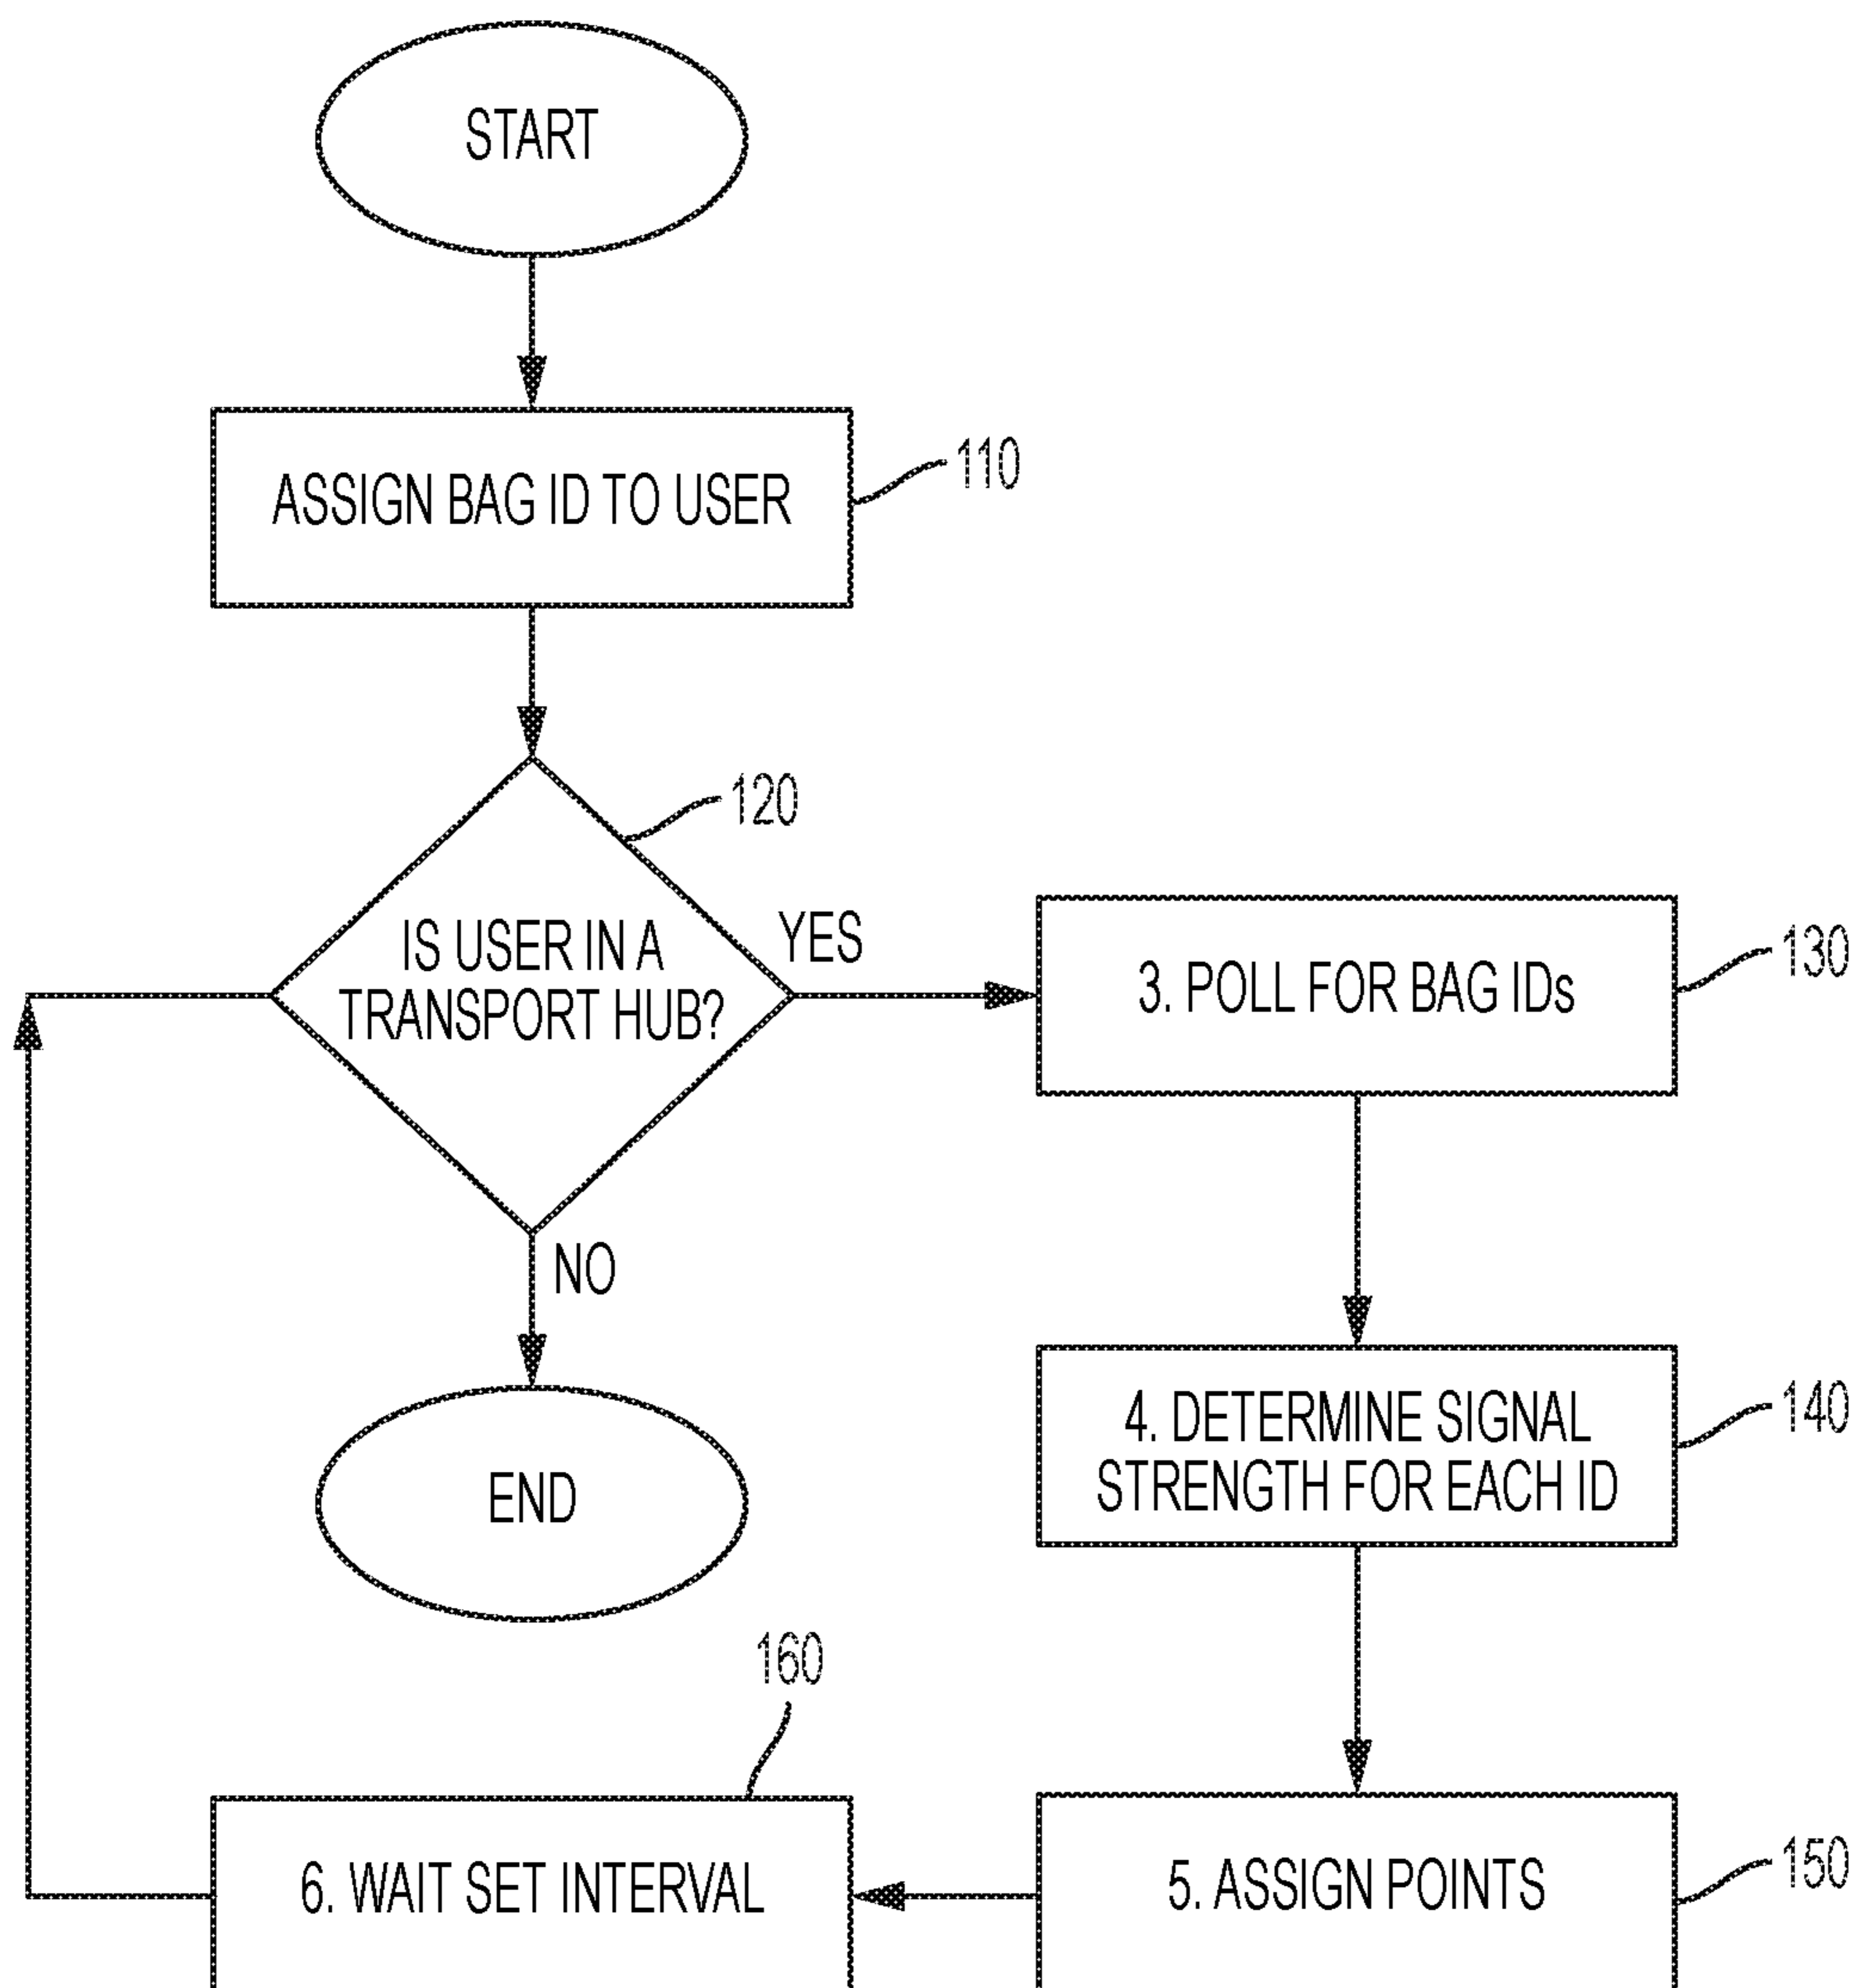 START
ASSIGN BAG ID TO USER
110
120
IS USER IN A
TRANSPORT HUB?
YES
3. POLL FOR BAG IDs
130
NO
4. DETERMINE SIGNAL
STRENGTH FOR EACH ID
140
END
160
6. WAIT SET INTERVAL
5. ASSIGN POINTS
150